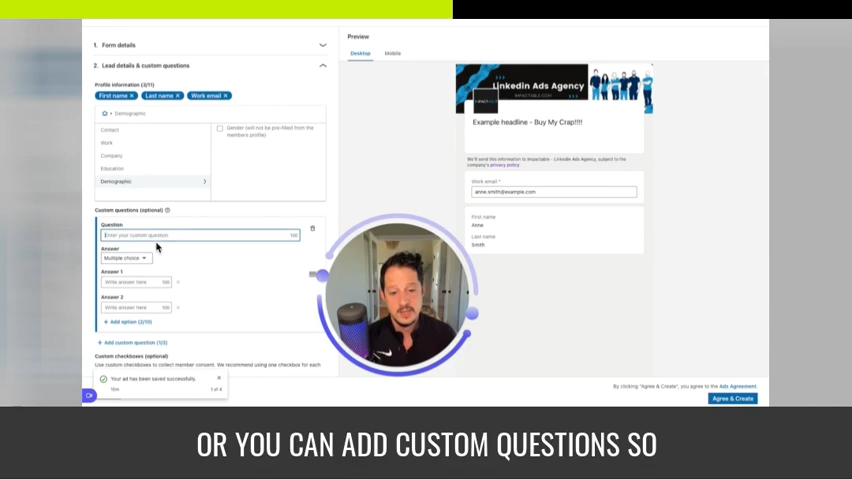 1. Form details
2. Lead details & custom questions
Profile information (3/11)
First name ×
Last name ×
Work email ×
Demographic
Contact
Work
Company
Education
Demographic
Gender (will not be pre-filled from the
members profile)
Custom questions (optional)
Question
Enter your custom question
100
Answer
Multiple choice
Answer 1
Write answer here
100
Answer 2
Write answer here
100
+ Add option (2/10)
+ Add custom question (1/3)
Custom checkboxes (optional)
Use custom checkboxes to collect member consent. We recommend using one checkbox for each
Your ad has been saved successfully.
1 of 4
Preview
Desktop
Mobile
Linkedin Ads Agency
IMPACTABLE.COM
Example headline - Buy My Crap!!!!
We'll send this information to Impactable - LinkedIn Ads Agency, subject to the
company's privacy policy.
Work email *
anne.smith@example.com
First name
Anne
Last name
Smith
By clicking "Agree & Create", you agree to the Ads Agreement.
Agree & Create
OR YOU CAN ADD CUSTOM QUESTIONS SO